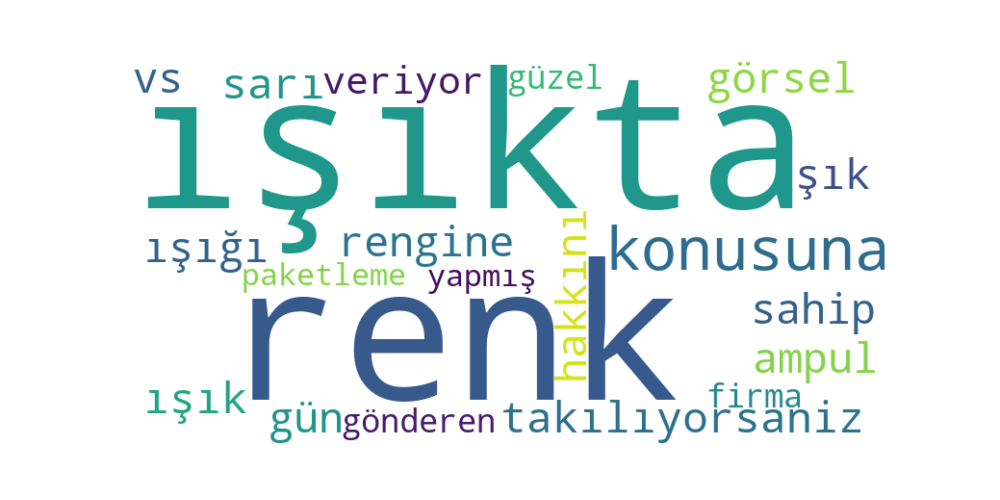 vs sarı veriyor güzel görsel
ışıkta
şık
ışığı rengine konusuna
paketleme yapmış hakkını
renk
sahip
ampul
ışık firma
gün gönderen takılıyorsaniz